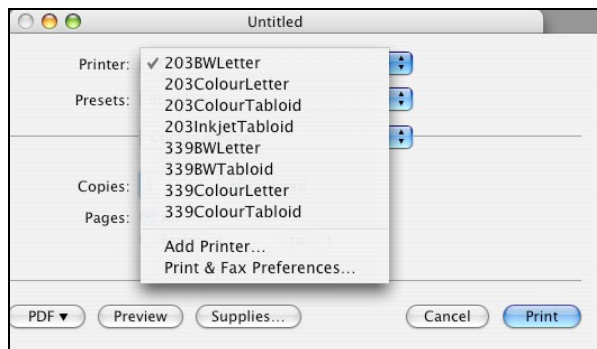 Untitled
Printer: ✓ 203BWLetter
203ColourLetter
Presets: 203ColourTabloid
203InkjetTabloid
339BWLetter
339BWTabloid
Copies: 339ColourLetter
Pages: 339ColourTabloid
Add Printer...
Print & Fax Preferences...
PDF ▼ Preview Supplies... Cancel Print